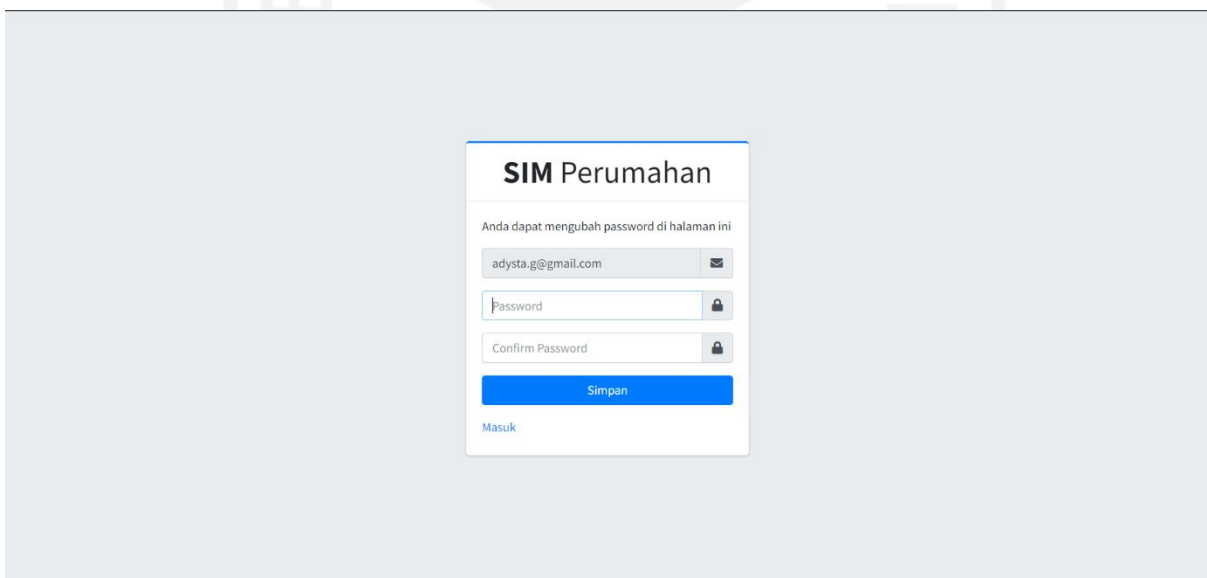 SIM Perumahan
Anda dapat mengubah password di halaman ini
adysta.g@gmail.com
Password
Confirm Password
Simpan
Masuk